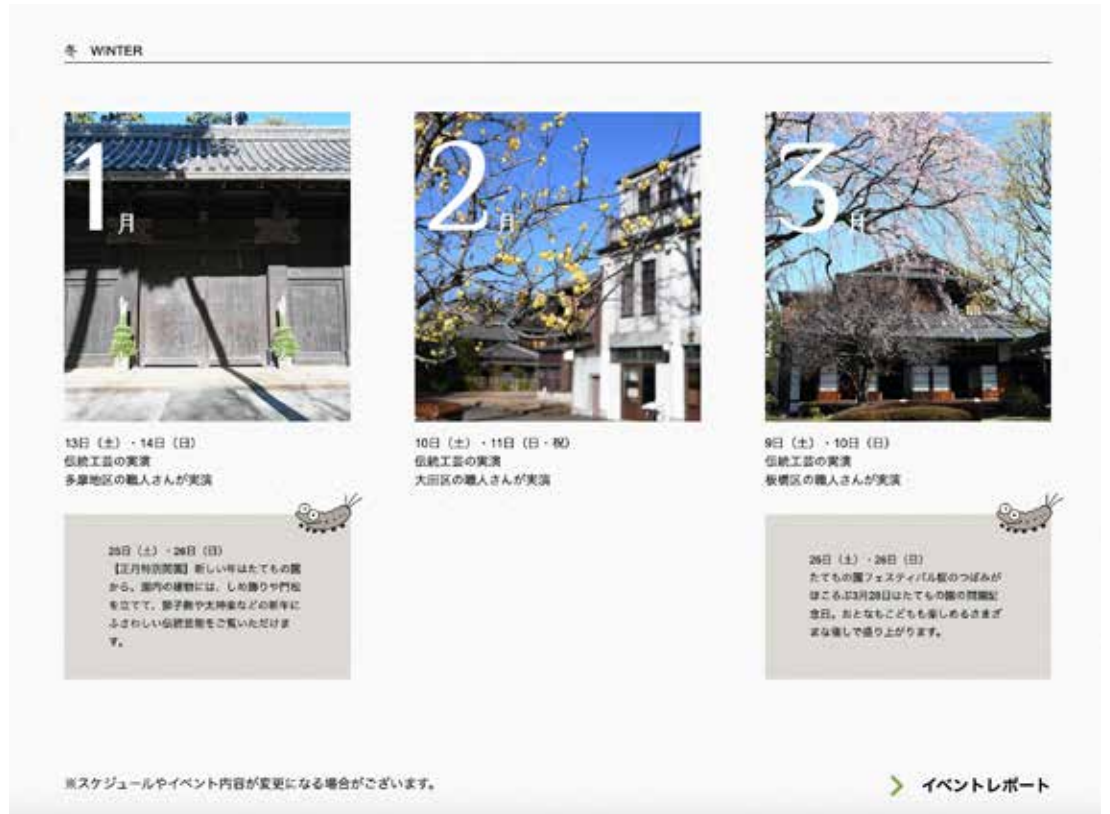 冬 WINTER
1月
2月
3月
13日（土）・14日（日）
伝統工芸の実演
多摩地区の職人さんが実演
10日（土）・11日（日・祝）
伝統工芸の実演
大田区の職人さんが実演
9日（土）・10日（日）
伝統工芸の実演
板橋区の職人さんが実演
25日（土）・26日（日）
【正月特別開園】新しい年はたてもの園
から。園内の建物には、しめ飾りや門松
を立てて、獅子舞や太神楽などの新年に
ふさわしい伝統芸能をご覧いただけま
す。
（土）・26日（日）
たてもの園フェスティバル桜のつぼみが
ほころぶ3月28日はたてもの園の開園記
念日。おとなもこどもも楽しめるさまざ
まな催しで盛り上がります。
※スケジュールやイベント内容が変更になる場合がございます。
イベントレポート